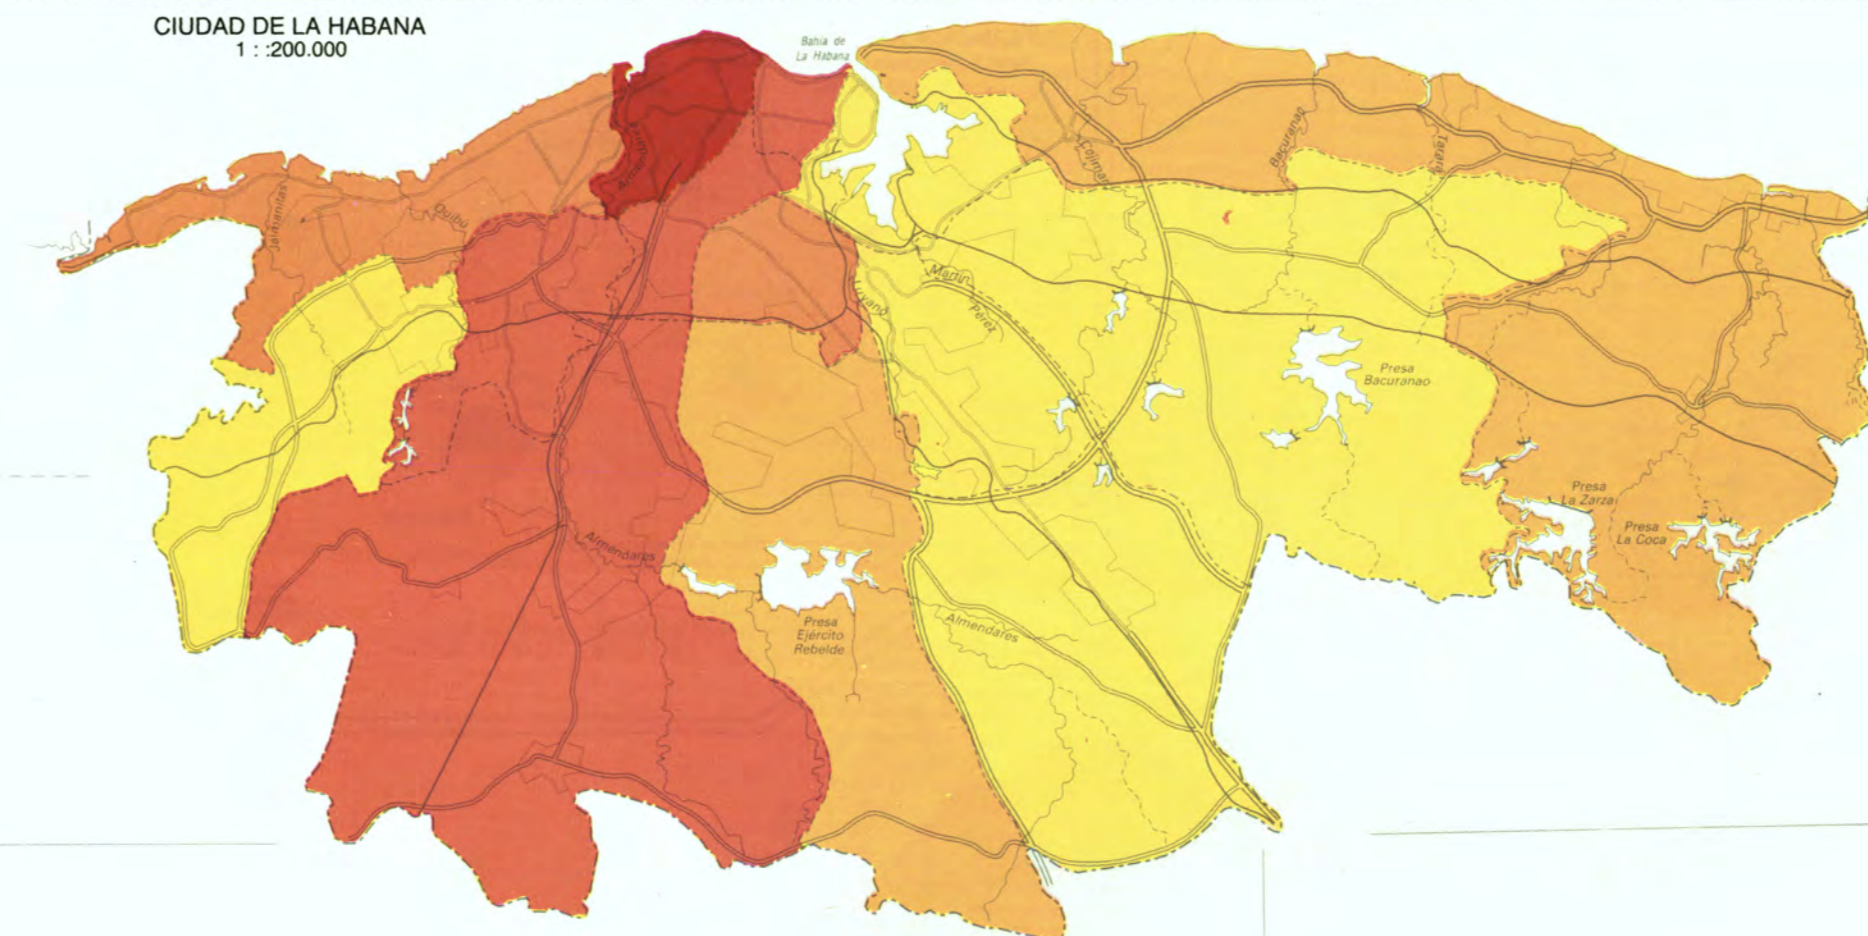 CIUDAD DE LA HABANA
1 : :200.000
Bahía de
La Habana
Almendares
Jaimanitas
Quibú
Cojímar
Bacuranao
Tarará
Luyanó
Martín
Pérez
Presa
Bacuranao
Presa
La Zarza
Presa
La Coca
Almendares
Presa
Ejército
Rebelde
Almendares